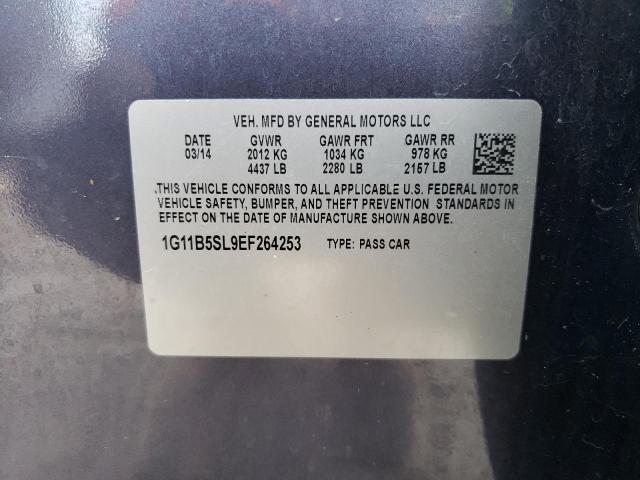 VEH. MFD BY GENERAL MOTORS LLC
DATE GVWR GAWR FRT GAWR RR
03/14 2012 KG 1034 KG 978 KG
4437 LB 2280 LB 2157 LB
THIS VEHICLE CONFORMS TO ALL APPLICABLE U.S. FEDERAL MOTOR
VEHICLE SAFETY, BUMPER, AND THEFT PREVENTION STANDARDS IN
EFFECT ON THE DATE OF MANUFACTURE SHOWN ABOVE.
1G11B5SL9EF264253 TYPE: PASS CAR